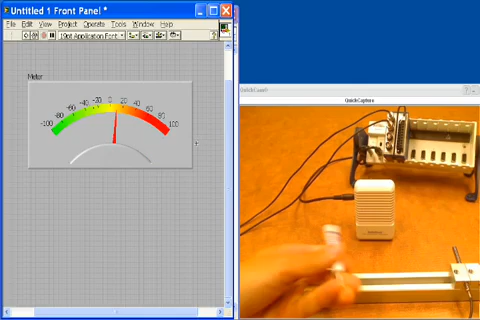 Untitled 1 Front Panel *
File Edit View Project Operate Tools Window Help
19pt Application Font
Meter
-100 -80 -60 -40 -20 0 20 40 60 80 100
QuickCapture
QuickCapture